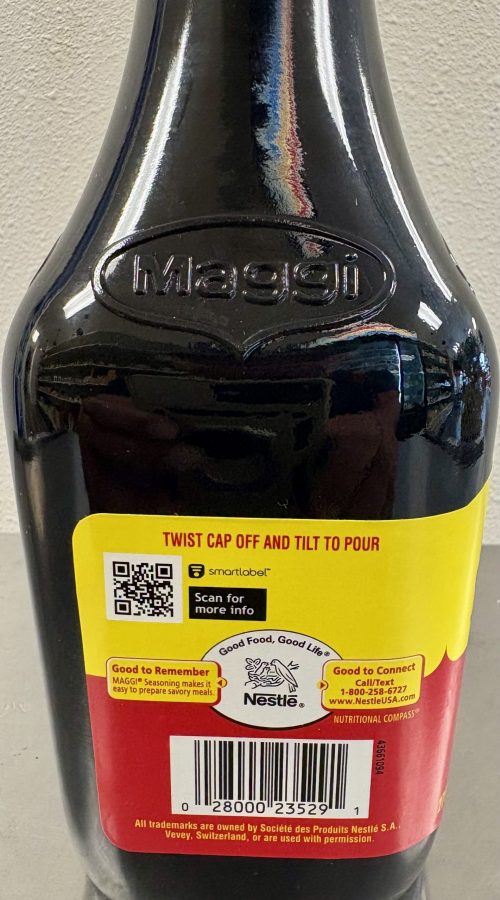 Maggi
TWIST CAP OFF AND TILT TO POUR
smartlabel™
Scan for
more info
Good Food, Good Life®
Nestlē®
Good to Remember
MAGGI® Seasoning makes it
easy to prepare savory meals.
Good to Connect
Call/Text
1-800-258-6727
www.NestleUSA.com
NUTRITIONAL COMPASS®
43661094
0 28000 23529 1
All trademarks are owned by Société des Produits Nestlé S.A.,
Vevey, Switzerland, or are used with permission.